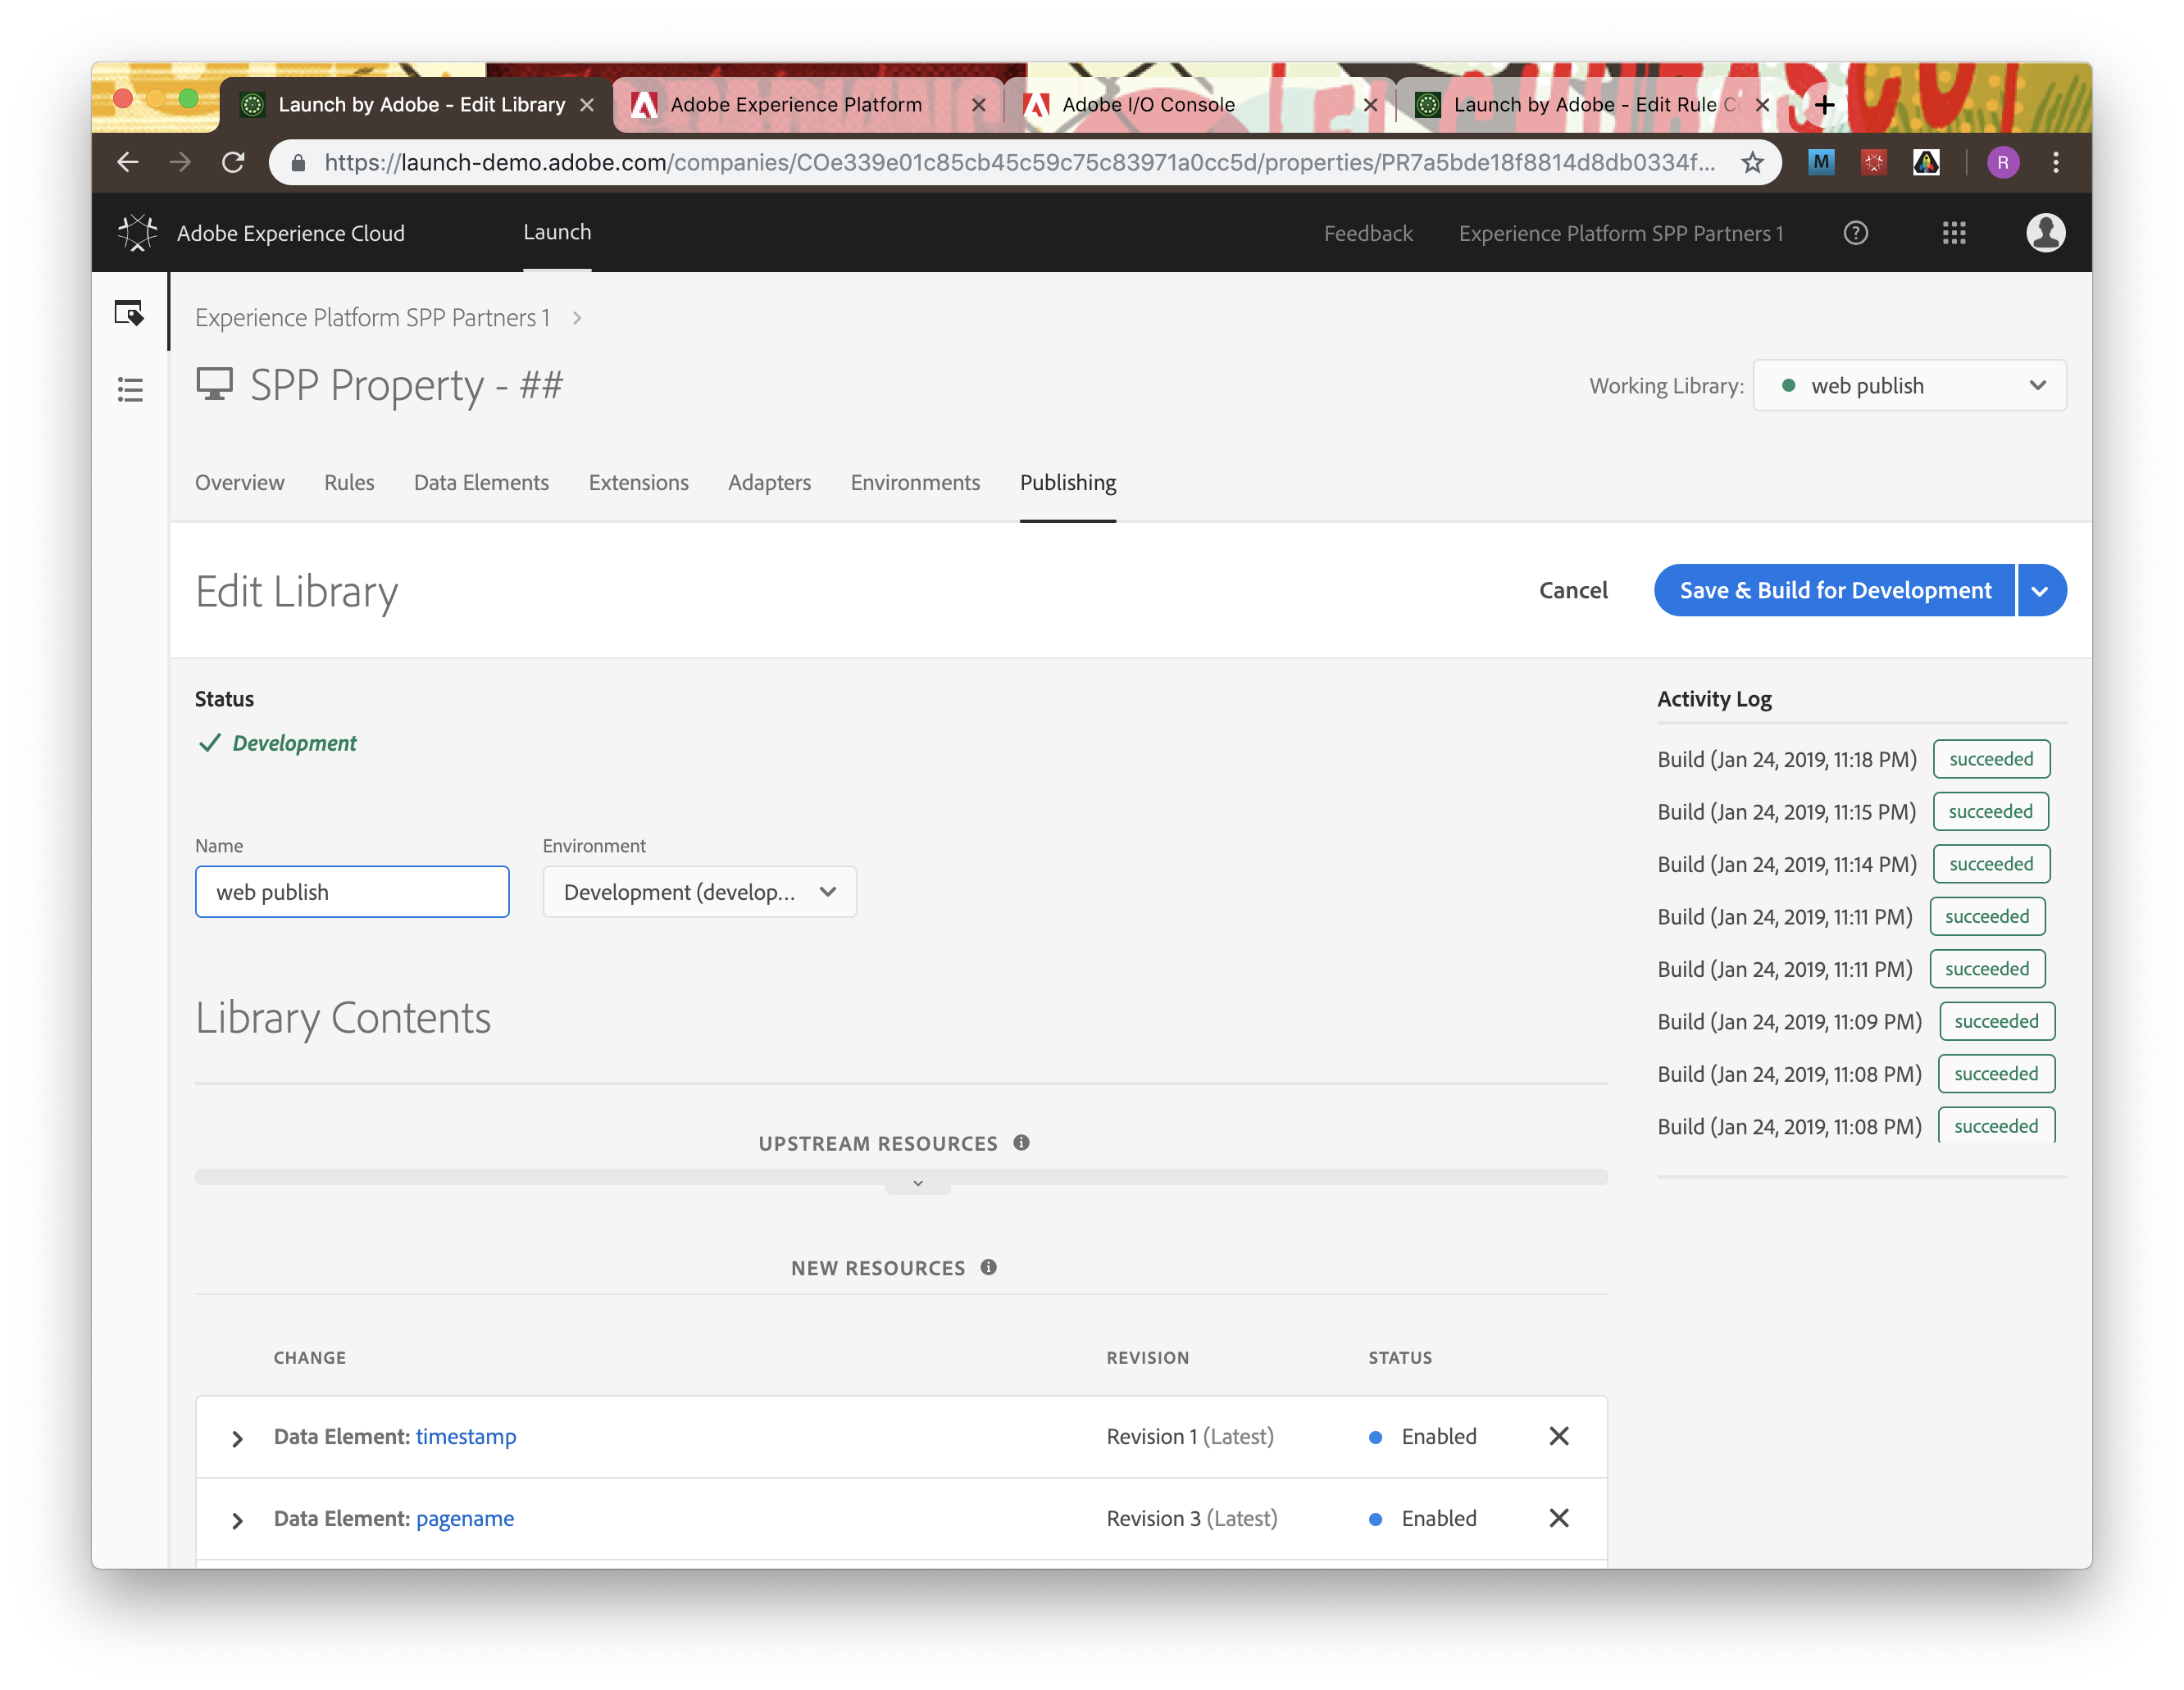 Launch by Adobe - Edit Library
Adobe Experience Platform
Adobe I/O Console
Launch by Adobe - Edit Rule C
https://launch-demo.adobe.com/companies/COe339e01c85cb45c59c75c83971a0cc5d/properties/PR7a5bde18f8814d8db0334f...
M
R
Adobe Experience Cloud
Launch
Feedback
Experience Platform SPP Partners 1
Experience Platform SPP Partners 1
SPP Property - ##
Working Library:
web publish
Overview
Rules
Data Elements
Extensions
Adapters
Environments
Publishing
Edit Library
Cancel
Save & Build for Development
Status
Development
Name
Environment
web publish
Development (develop...
Activity Log
Build (Jan 24, 2019, 11:18 PM) succeeded
Build (Jan 24, 2019, 11:15 PM) succeeded
Build (Jan 24, 2019, 11:14 PM) succeeded
Build (Jan 24, 2019, 11:11 PM) succeeded
Build (Jan 24, 2019, 11:11 PM) succeeded
Build (Jan 24, 2019, 11:09 PM) succeeded
Build (Jan 24, 2019, 11:08 PM) succeeded
Build (Jan 24, 2019, 11:08 PM) succeeded
Library Contents
UPSTREAM RESOURCES
NEW RESOURCES
CHANGE REVISION STATUS
Data Element: timestamp Revision 1 (Latest) Enabled
Data Element: pagename Revision 3 (Latest) Enabled